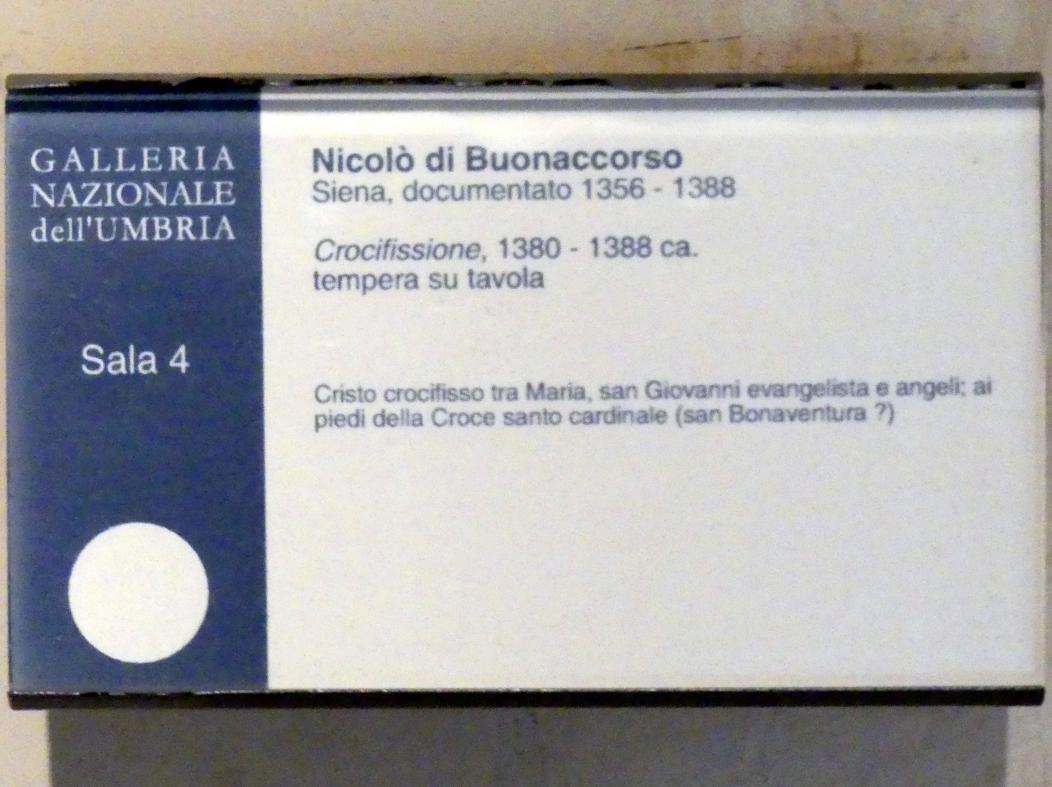 GALLERIA
NAZIONALE
dell'UMBRIA
Sala 4
Nicolò di Buonaccorso
Siena, documentato 1356 - 1388
Crocifissione, 1380 - 1388 ca.
tempera su tavola
Cristo crocifisso tra Maria, san Giovanni evangelista e angeli; ai
piedi della Croce santo cardinale (san Bonaventura ?)